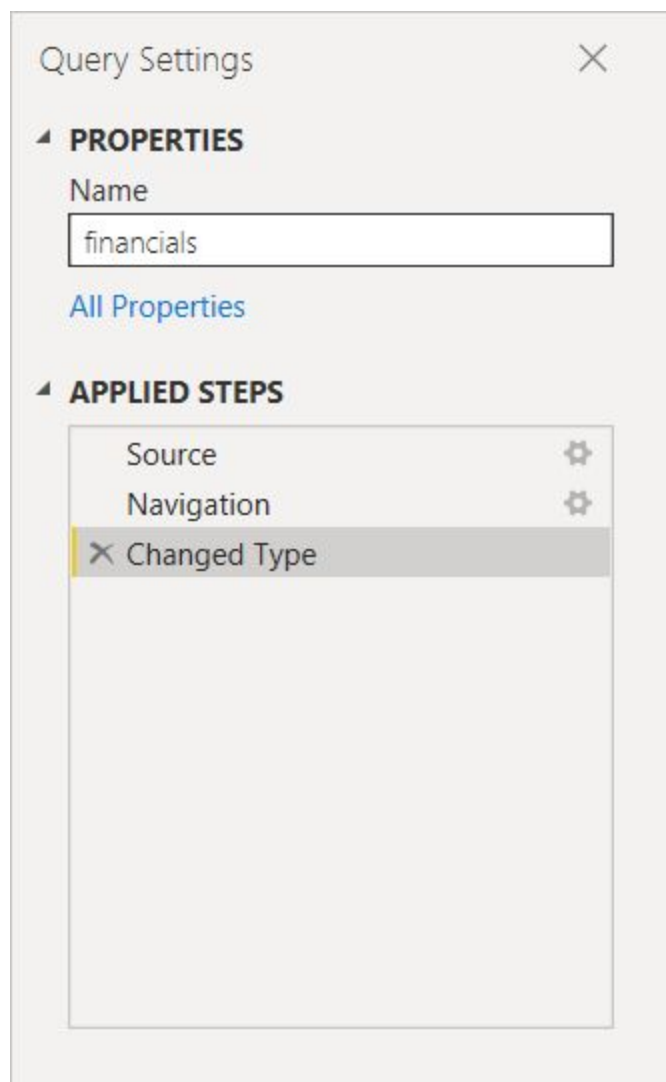 Query Settings
PROPERTIES
Name
financials
All Properties
APPLIED STEPS
Source
Navigation
Changed Type